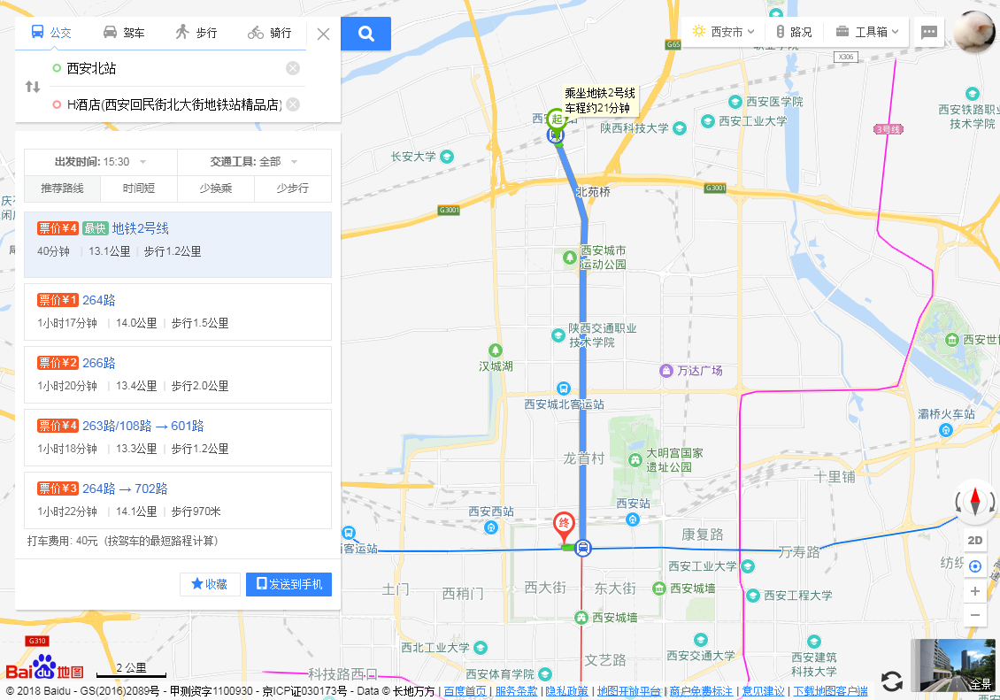 公交
驾车
步行
骑行
西安北站
H酒店(西安回民街北大街地铁站精品店)
出发时间: 15:30
交通工具: 全部
推荐路线
时间短
少换乘
少步行
票价¥4 最快 地铁2号线
40分钟 | 13.1公里 | 步行1.2公里
票价¥1 264路
1小时17分钟 | 14.0公里 | 步行1.5公里
票价¥2 266路
1小时20分钟 | 13.4公里 | 步行2.0公里
票价¥4 263路/108路 → 601路
1小时18分钟 | 13.3公里 | 步行1.2公里
票价¥3 264路 → 702路
1小时22分钟 | 14.1公里 | 步行970米
打车费用：40元（按驾车的最短路程计算）
收藏
发送到手机
西安市
路况
工具箱
G65
X306
乘坐地铁2号线
车程约21分钟
起
西安医学院
西安工业大学
陕西科技大学
西安铁路职业
技术学院
3号线
长安大学
G3001
G3001
北苑桥
西安城市
运动公园
陕西交通职业
技术学院
汉城湖
万达广场
西安世
西安城北客运站
灞桥火车站
龙首村
大明宫国家
遗址公园
十里铺
西安西站
西安站
终
客运站
康复路
万寿路
西安工业大学
纺织
土门
西稍门
西大街
东大街
西安城墙
西安工程大学
西安城墙
西北工业大学
文艺路
西安交通大学
西安建筑
科技大学
西安体育学院
科技路西口
G310
2D
全景
Bai du 地图
2 公里
© 2018 Baidu - GS(2016)2089号 - 甲测资字1100930 - 京ICP证030173号 - Data © 长地万方 | 百度首页 | 服务条款 | 隐私政策 | 地图开放平台 | 商户免费标注 | 意见建议 | 下载地图客户端